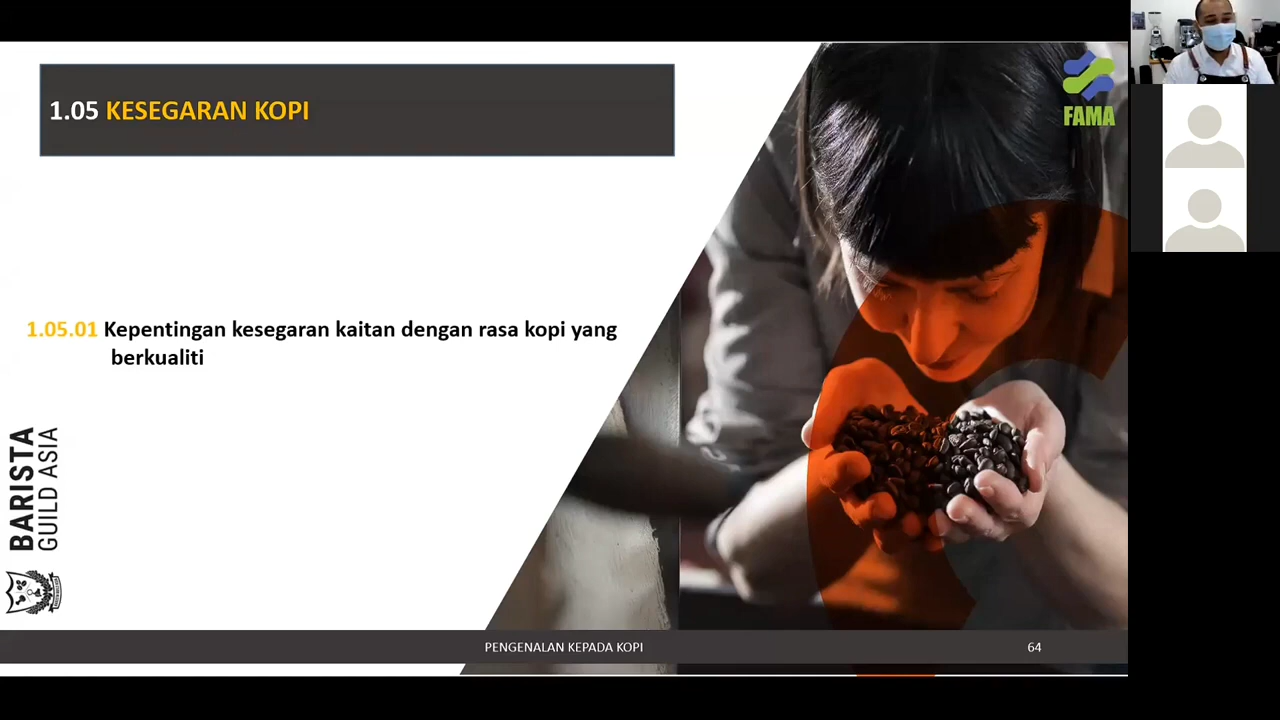 1.05 KESEGARAN KOPI
FAMA
1.05.01 Kepentingan kesegaran kaitan dengan rasa kopi yang
berkualiti
BARISTA
GUILD ASIA
PENGENALAN KEPADA KOPI
64